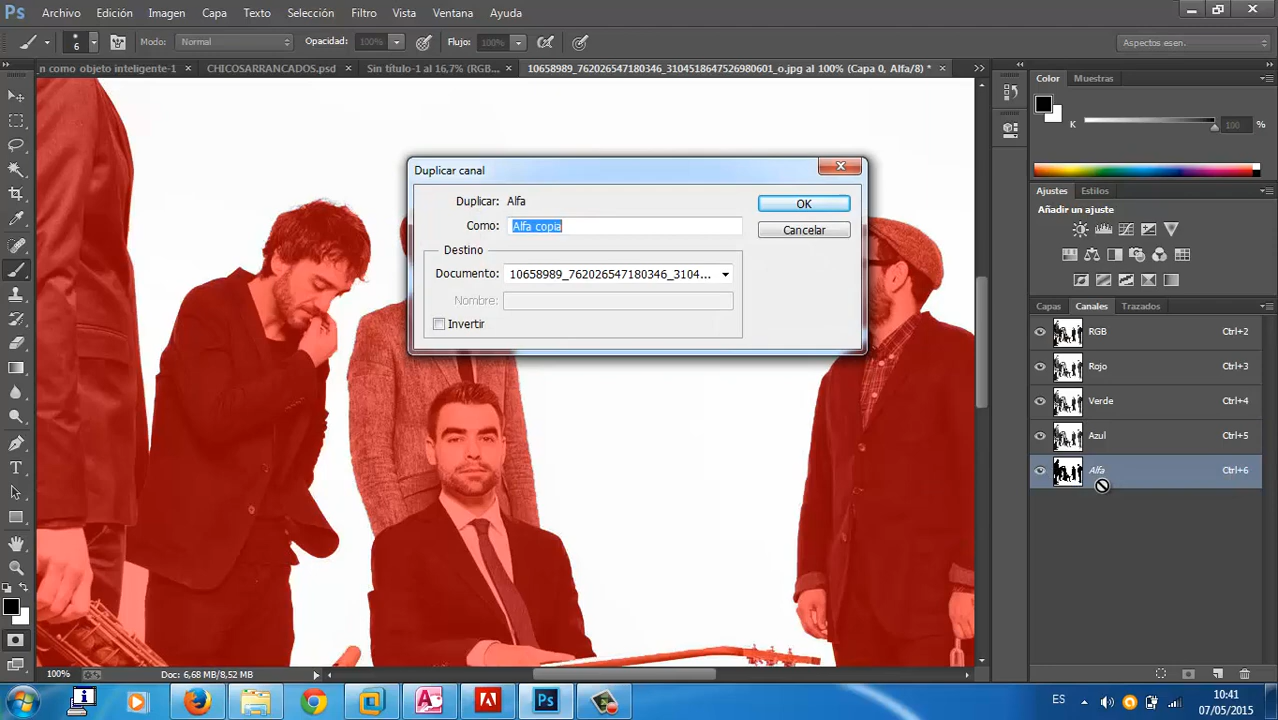 Ps Archivo Edición Imagen Capa Texto Selección Filtro Vista Ventana Ayuda
6 Modo: Normal Opacidad: 100% Flujo: 100% Aspectos esen.
n como objeto inteligente-1 × CHICOSARRANCADOS.psd × Sin título-1 al 16,7% (RGB... × 10658989_762026547180346_3104518647526980601_o.jpg al 100% (Capa 0, Alfa/8) * ×
Color Muestras
K 100 %
Ajustes Estilos
Añadir un ajuste
Capas Canales Trazados
RGB Ctrl+2
Rojo Ctrl+3
Verde Ctrl+4
Azul Ctrl+5
Alfa Ctrl+6
Duplicar canal
Duplicar: Alfa
Como: Alfa copia
OK
Cancelar
Destino
Documento: 10658989_762026547180346_3104...
Nombre:
Invertir
100% Doc: 6,68 MB/8,52 MB
ES 10:41
07/05/2015